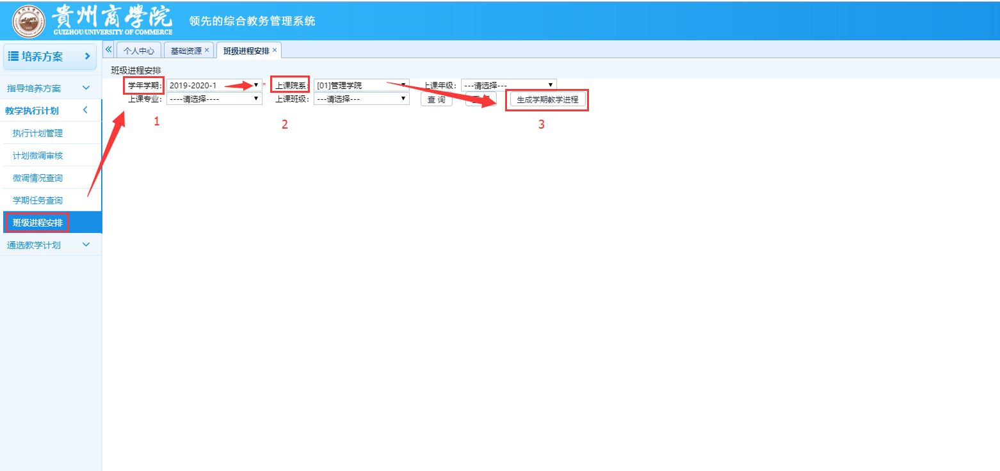 貴州商學院
GUIZHOU UNIVERSITY OF COMMERCE
领先的综合教务管理系统
培养方案
指导培养方案
教学执行计划
执行计划管理
计划微调审核
微调情况查询
学期任务查询
班级进程安排
通选教学计划
个人中心 基础资源 × 班级进程安排 ×
班级进程安排
学年学期: 2019-2020-1 * 上课院系: [01]管理学院 上课年级: ---请选择---
上课专业: ----请选择---- 上课班级: ---请选择--- 查 询 生成学期教学进程
1 2 3